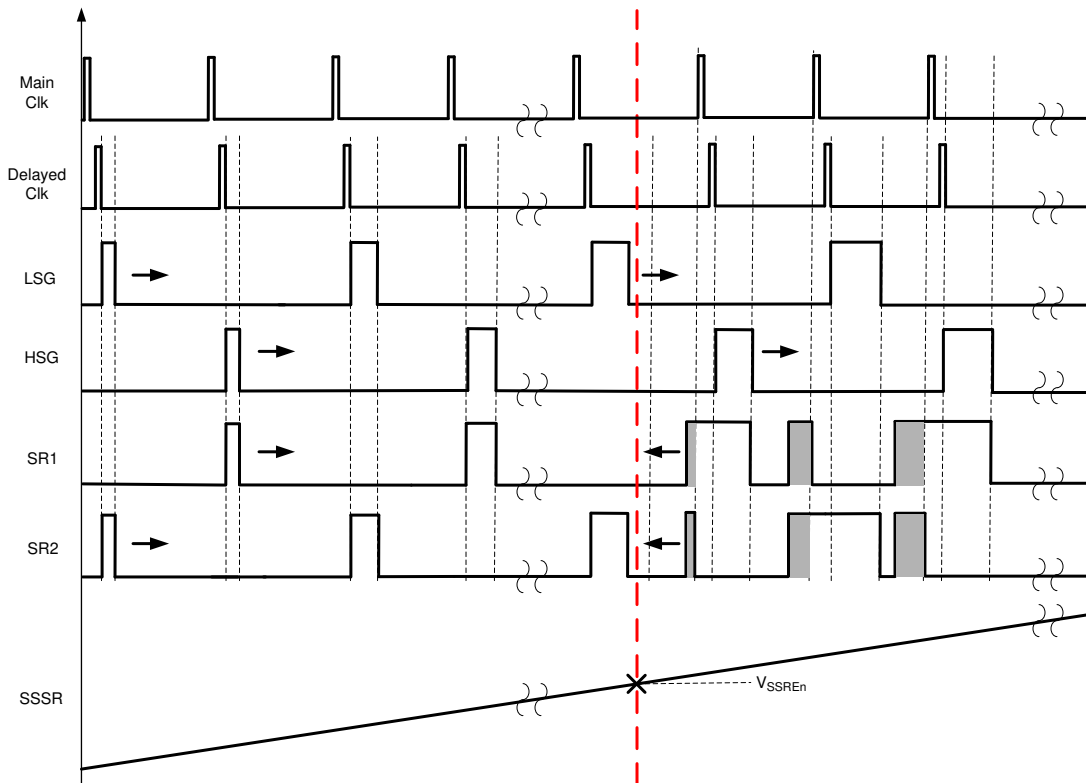 Main
Clk
Delayed
Clk
LSG
HSG
SR1
SR2
SSSR
VSSREn